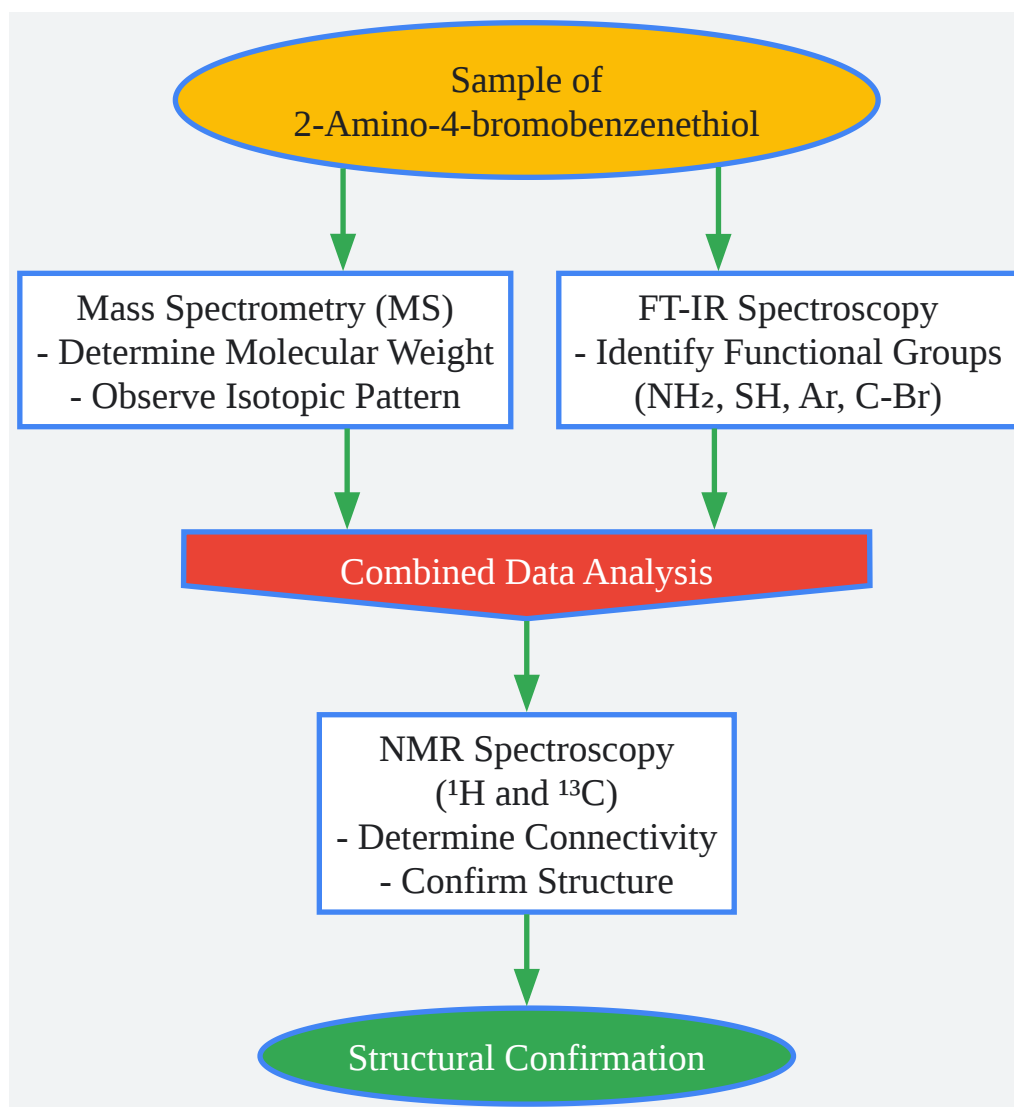 Sample of
2-Amino-4-bromobenzenethiol
Mass Spectrometry (MS)
- Determine Molecular Weight
- Observe Isotopic Pattern
FT-IR Spectroscopy
- Identify Functional Groups
(NH₂, SH, Ar, C-Br)
Combined Data Analysis
NMR Spectroscopy
(¹H and ¹³C)
- Determine Connectivity
- Confirm Structure
Structural Confirmation